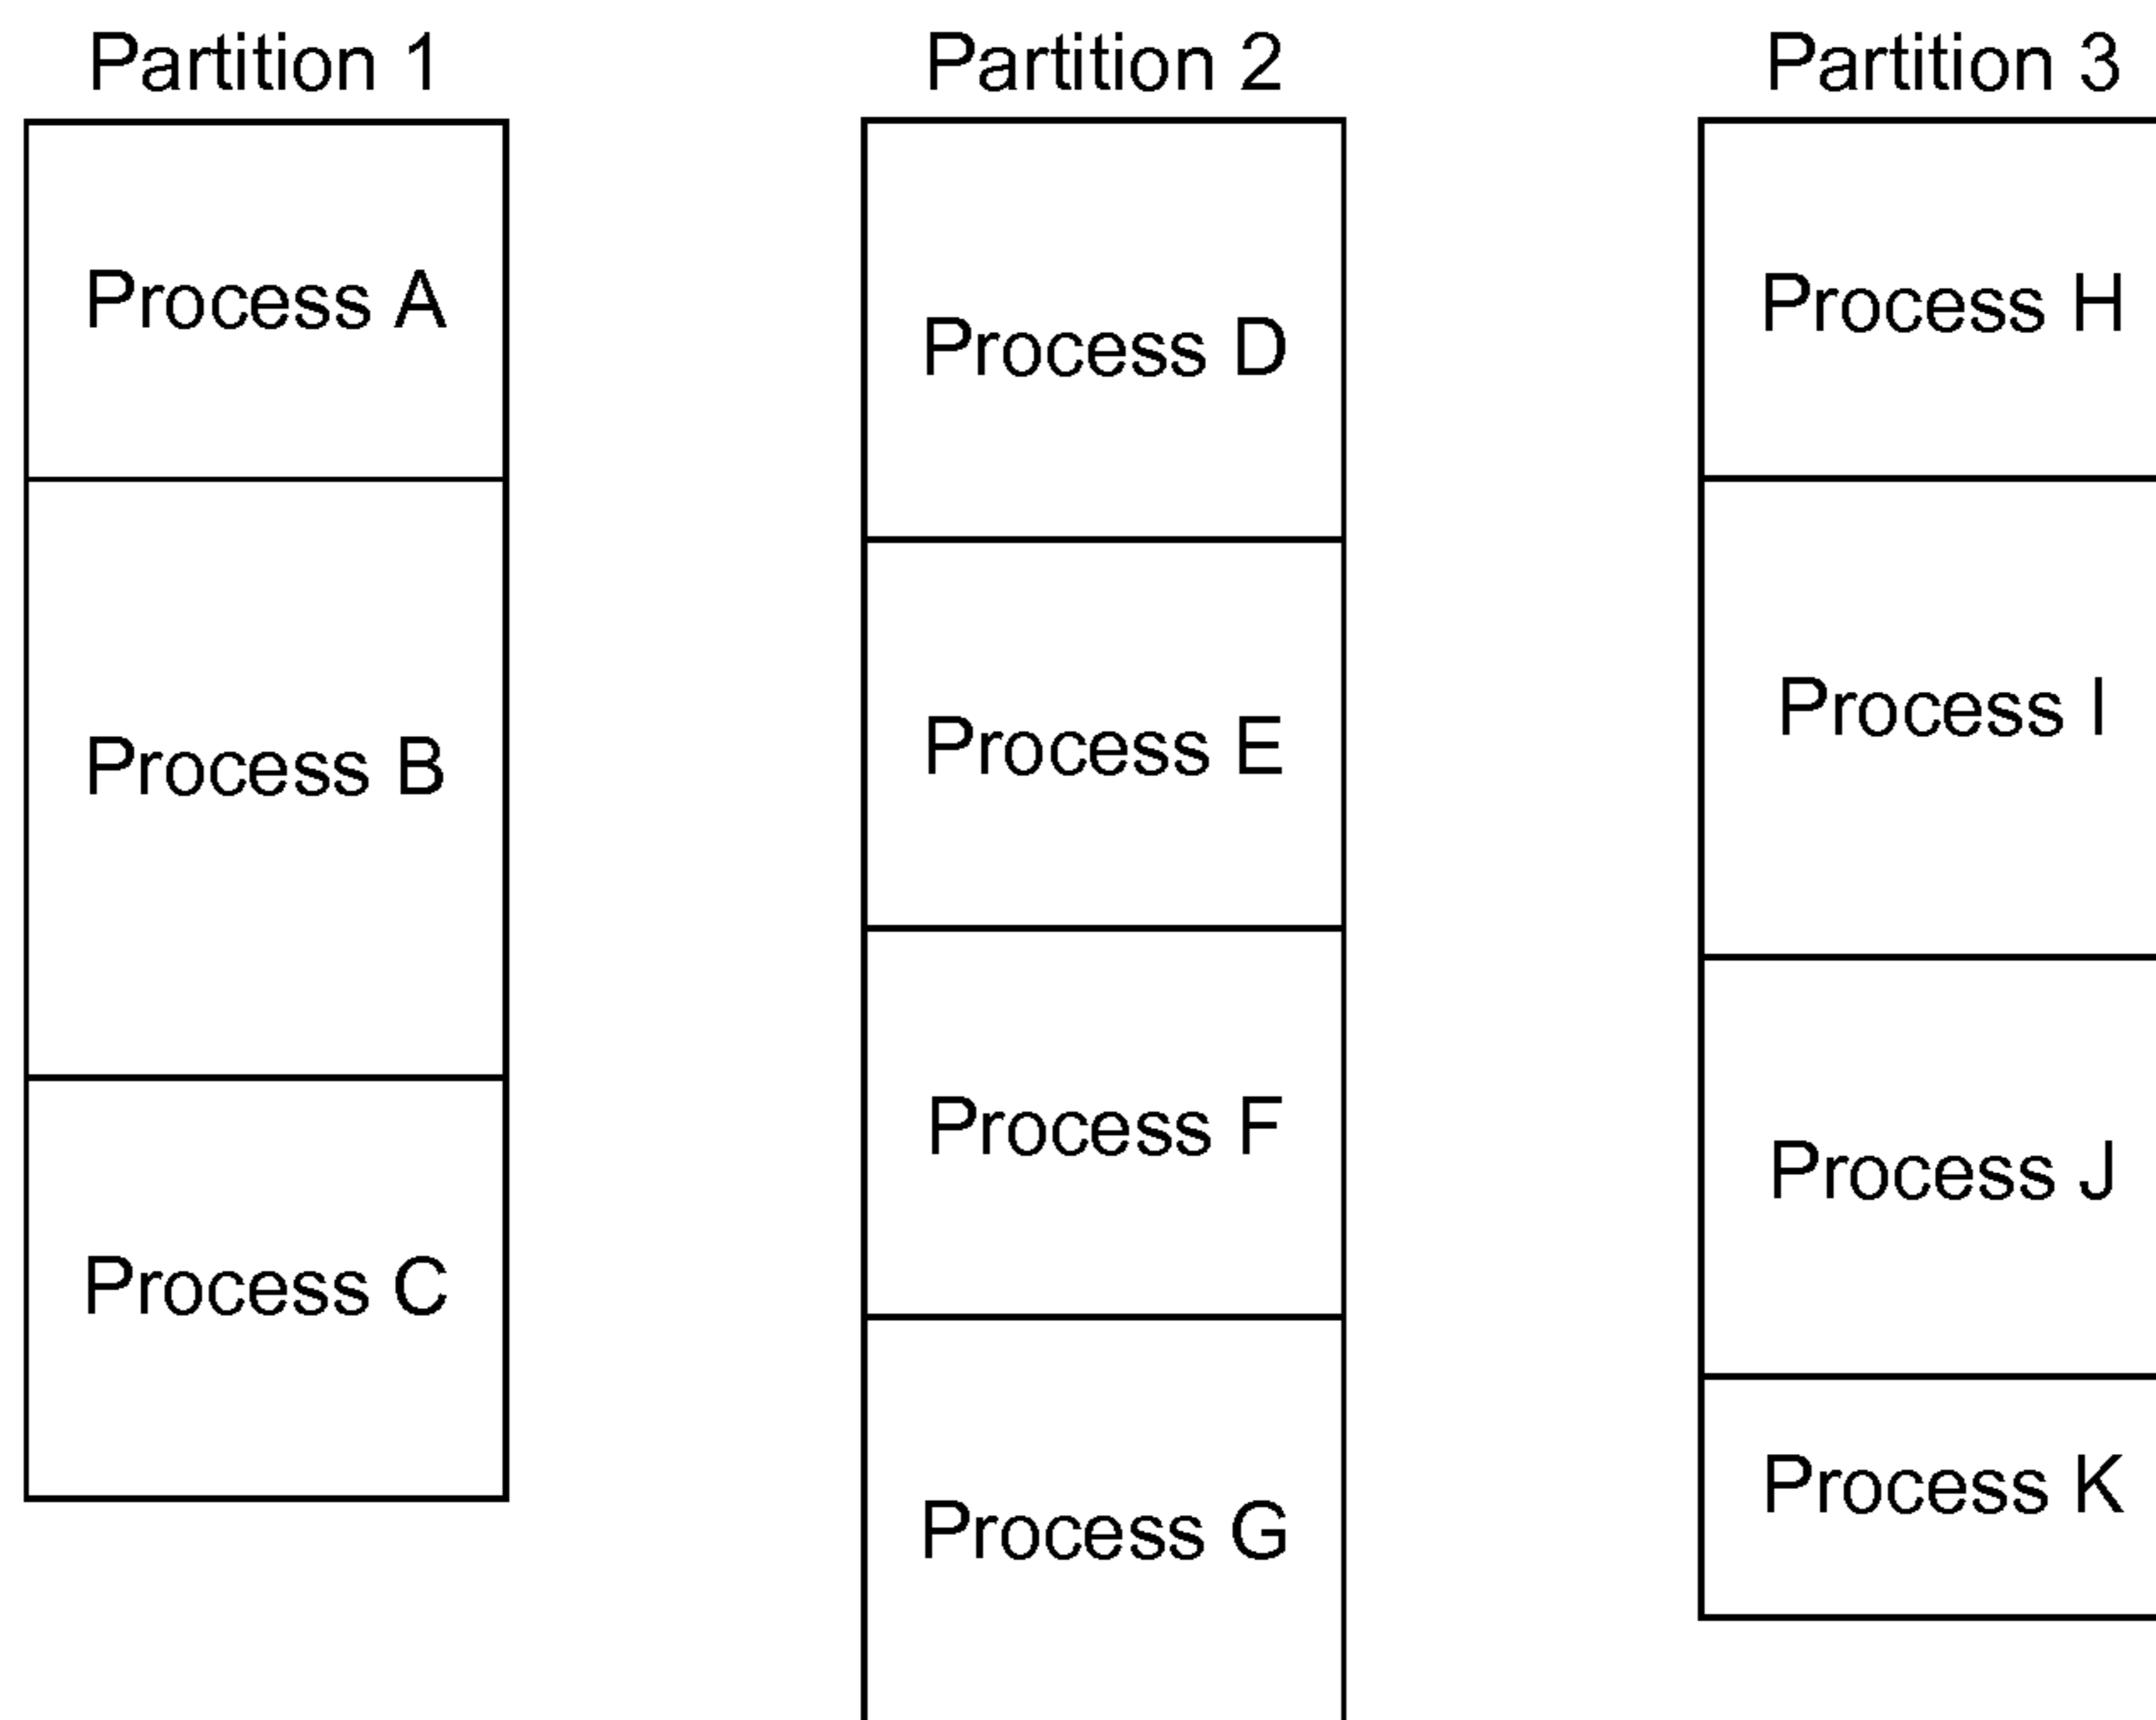 Partition 1
Process A
Process B
Process C
Partition 2
Process D
Process E
Process F
Process G
Partition 3
Process H
Process I
Process J
Process K